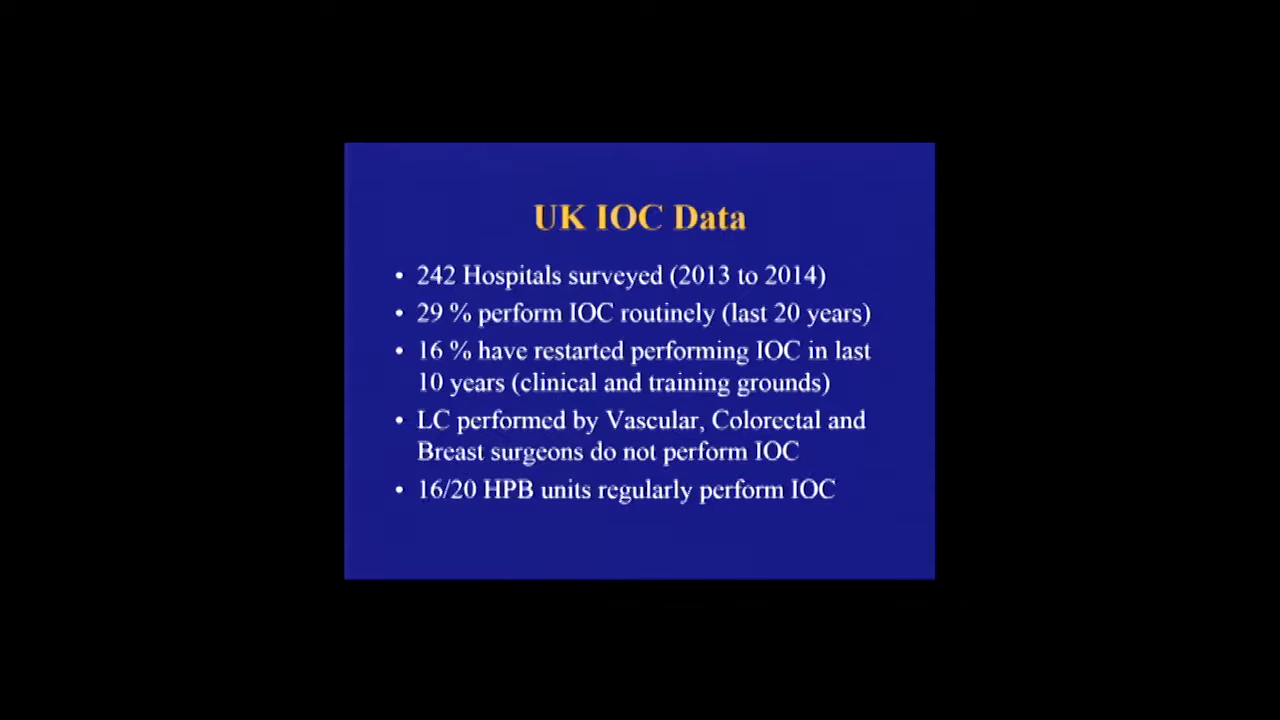 UK IOC Data
• 242 Hospitals surveyed (2013 to 2014)
• 29 % perform IOC routinely (last 20 years)
• 16 % have restarted performing IOC in last
10 years (clinical and training grounds)
• LC performed by Vascular, Colorectal and
Breast surgeons do not perform IOC
• 16/20 HPB units regularly perform IOC